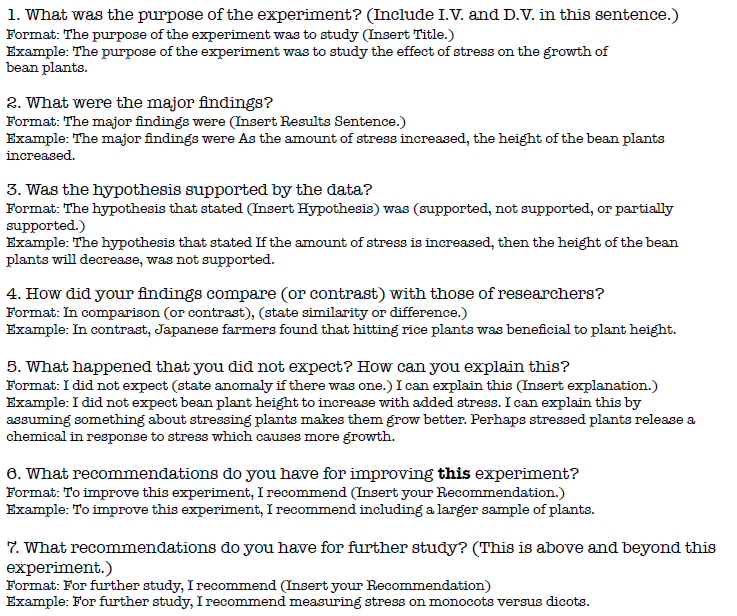 1. What was the purpose of the experiment? (Include I.V. and D.V. in this sentence.)
Format: The purpose of the experiment was to study (Insert Title.)
Example: The purpose of the experiment was to study the effect of stress on the growth of
bean plants.
2. What were the major findings?
Format: The major findings were (Insert Results Sentence.)
Example: The major findings were As the amount of stress increased, the height of the bean plants
increased.
3. Was the hypothesis supported by the data?
Format: The hypothesis that stated (Insert Hypothesis) was (supported, not supported, or partially
supported.)
Example: The hypothesis that stated If the amount of stress is increased, then the height of the bean
plants will decrease, was not supported.
4. How did your findings compare (or contrast) with those of researchers?
Format: In comparison (or contrast), (state similarity or difference.)
Example: In contrast, Japanese farmers found that hitting rice plants was beneficial to plant height.
5. What happened that you did not expect? How can you explain this?
Format: I did not expect (state anomaly if there was one.) I can explain this (Insert explanation.)
Example: I did not expect bean plant height to increase with added stress. I can explain this by
assuming something about stressing plants makes them grow better. Perhaps stressed plants release a
chemical in response to stress which causes more growth.
6. What recommendations do you have for improving this experiment?
Format: To improve this experiment, I recommend (Insert your Recommendation.)
Example: To improve this experiment, I recommend including a larger sample of plants.
7. What recommendations do you have for further study? (This is above and beyond this
experiment.)
Format: For further study, I recommend (Insert your Recommendation)
Example: For further study, I recommend measuring stress on monocots versus dicots.